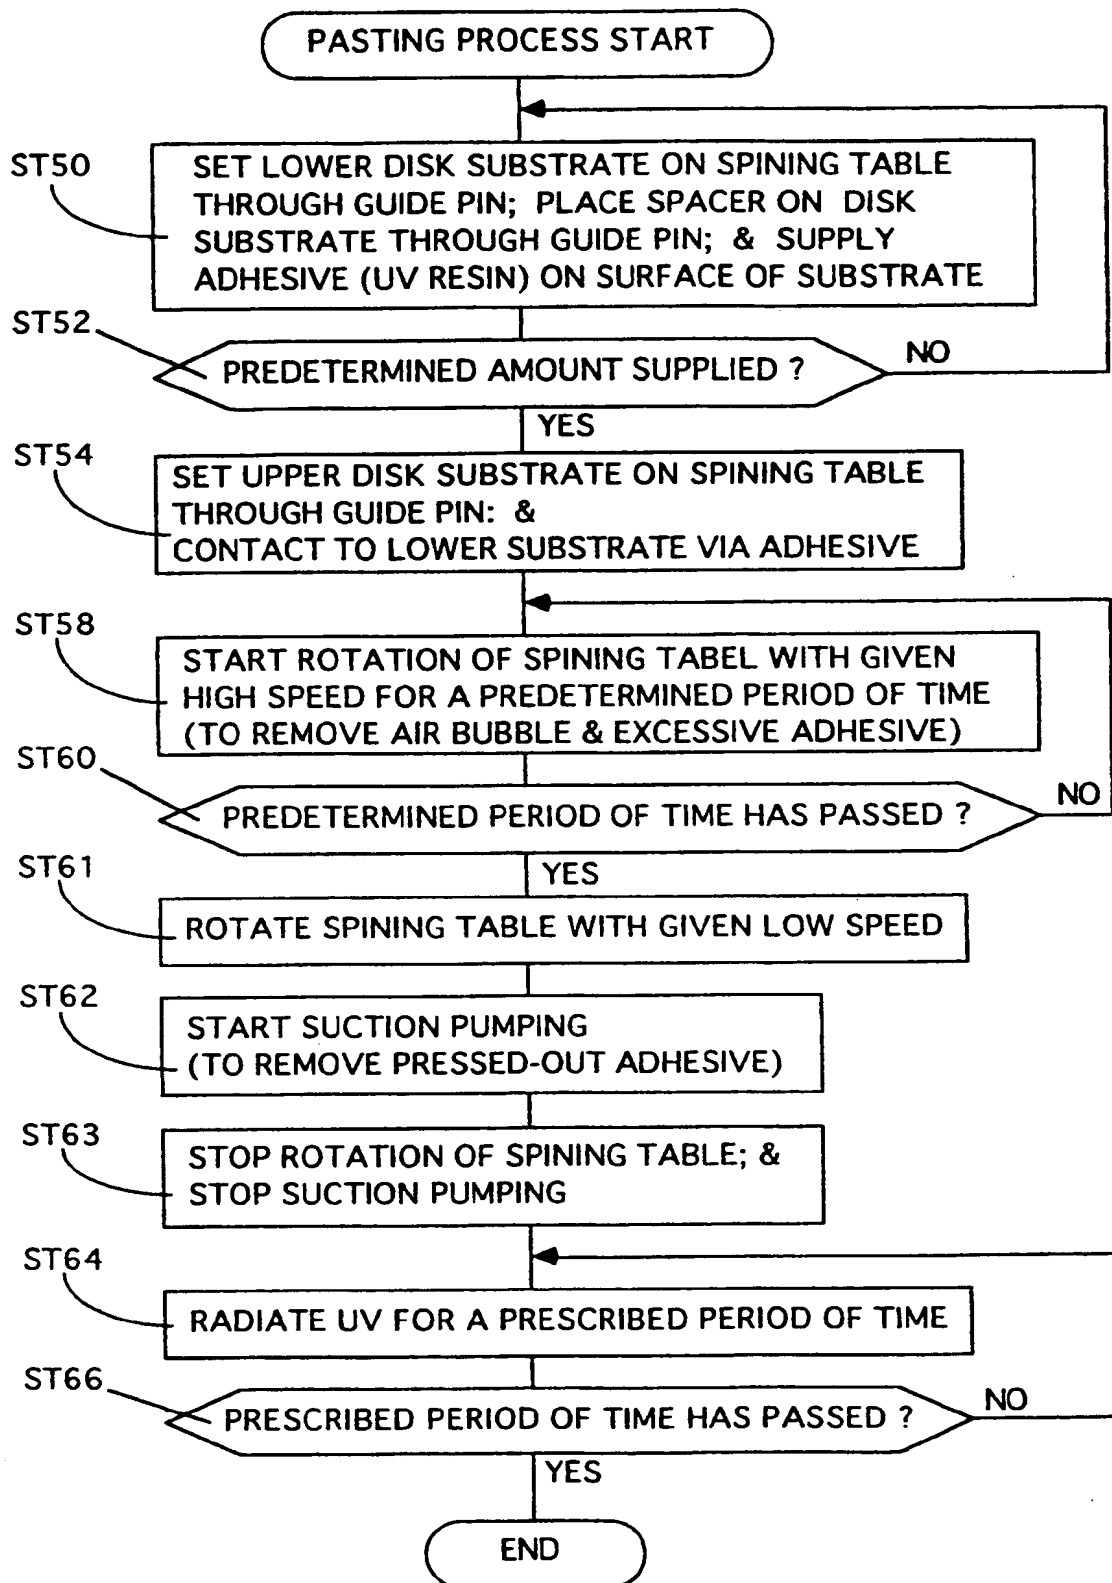 PASTING PROCESS START
ST50
SET LOWER DISK SUBSTRATE ON SPINING TABLE
THROUGH GUIDE PIN; PLACE SPACER ON DISK
SUBSTRATE THROUGH GUIDE PIN; & SUPPLY
ADHESIVE (UV RESIN) ON SURFACE OF SUBSTRATE
ST52
PREDETERMINED AMOUNT SUPPLIED ?
NO
YES
ST54
SET UPPER DISK SUBSTRATE ON SPINING TABLE
THROUGH GUIDE PIN: &
CONTACT TO LOWER SUBSTRATE VIA ADHESIVE
ST58
START ROTATION OF SPINING TABEL WITH GIVEN
HIGH SPEED FOR A PREDETERMINED PERIOD OF TIME
(TO REMOVE AIR BUBBLE & EXCESSIVE ADHESIVE)
ST60
PREDETERMINED PERIOD OF TIME HAS PASSED ?
NO
YES
ST61
ROTATE SPINING TABLE WITH GIVEN LOW SPEED
ST62
START SUCTION PUMPING
(TO REMOVE PRESSED-OUT ADHESIVE)
ST63
STOP ROTATION OF SPINING TABLE; &
STOP SUCTION PUMPING
ST64
RADIATE UV FOR A PRESCRIBED PERIOD OF TIME
ST66
PRESCRIBED PERIOD OF TIME HAS PASSED ?
NO
YES
END